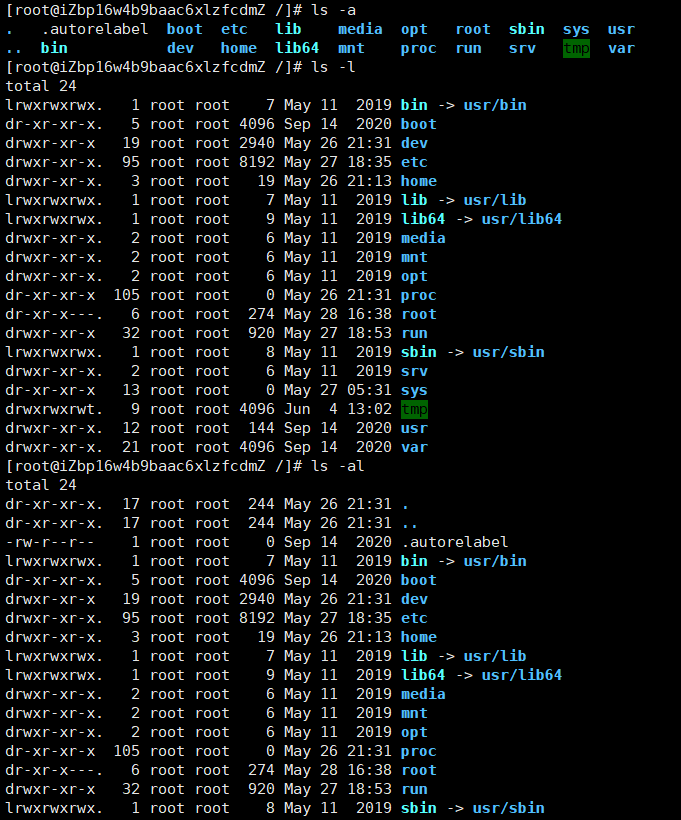 [root@iZbp16w4b9baac6xlzfcdmZ /]# ls -a
.   .autorelabel  boot  etc   lib    media  opt   root  sbin  sys  usr
..  bin           dev   home  lib64  mnt    proc  run   srv   tmp  var
[root@iZbp16w4b9baac6xlzfcdmZ /]# ls -l
total 24
lrwxrwxrwx.   1 root root    7 May 11  2019 bin -> usr/bin
dr-xr-xr-x.   5 root root 4096 Sep 14  2020 boot
drwxr-xr-x   19 root root 2940 May 26 21:31 dev
drwxr-xr-x.  95 root root 8192 May 27 18:35 etc
drwxr-xr-x.   3 root root   19 May 26 21:13 home
lrwxrwxrwx.   1 root root    7 May 11  2019 lib -> usr/lib
lrwxrwxrwx.   1 root root    9 May 11  2019 lib64 -> usr/lib64
drwxr-xr-x.   2 root root    6 May 11  2019 media
drwxr-xr-x.   2 root root    6 May 11  2019 mnt
drwxr-xr-x.   2 root root    6 May 11  2019 opt
dr-xr-xr-x  105 root root    0 May 26 21:31 proc
dr-xr-x---.   6 root root  274 May 28 16:38 root
drwxr-xr-x   32 root root  920 May 27 18:53 run
lrwxrwxrwx.   1 root root    8 May 11  2019 sbin -> usr/sbin
drwxr-xr-x.   2 root root    6 May 11  2019 srv
dr-xr-xr-x   13 root root    0 May 27 05:31 sys
drwxrwxrwt.   9 root root 4096 Jun  4 13:02 tmp
drwxr-xr-x.  12 root root  144 Sep 14  2020 usr
drwxr-xr-x.  21 root root 4096 Sep 14  2020 var
[root@iZbp16w4b9baac6xlzfcdmZ /]# ls -al
total 24
dr-xr-xr-x.  17 root root  244 May 26 21:31 .
dr-xr-xr-x.  17 root root  244 May 26 21:31 ..
-rw-r--r--    1 root root    0 Sep 14  2020 .autorelabel
lrwxrwxrwx.   1 root root    7 May 11  2019 bin -> usr/bin
dr-xr-xr-x.   5 root root 4096 Sep 14  2020 boot
drwxr-xr-x   19 root root 2940 May 26 21:31 dev
drwxr-xr-x.  95 root root 8192 May 27 18:35 etc
drwxr-xr-x.   3 root root   19 May 26 21:13 home
lrwxrwxrwx.   1 root root    7 May 11  2019 lib -> usr/lib
lrwxrwxrwx.   1 root root    9 May 11  2019 lib64 -> usr/lib64
drwxr-xr-x.   2 root root    6 May 11  2019 media
drwxr-xr-x.   2 root root    6 May 11  2019 mnt
drwxr-xr-x.   2 root root    6 May 11  2019 opt
dr-xr-xr-x  105 root root    0 May 26 21:31 proc
dr-xr-x---.   6 root root  274 May 28 16:38 root
drwxr-xr-x   32 root root  920 May 27 18:53 run
lrwxrwxrwx.   1 root root    8 May 11  2019 sbin -> usr/sbin